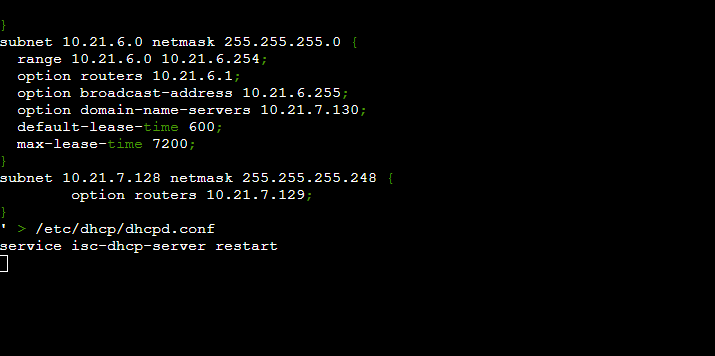 }
subnet 10.21.6.0 netmask 255.255.255.0 {
  range 10.21.6.0 10.21.6.254;
  option routers 10.21.6.1;
  option broadcast-address 10.21.6.255;
  option domain-name-servers 10.21.7.130;
  default-lease-time 600;
  max-lease-time 7200;
}
subnet 10.21.7.128 netmask 255.255.255.248 {
        option routers 10.21.7.129;
}
' > /etc/dhcp/dhcpd.conf
service isc-dhcp-server restart